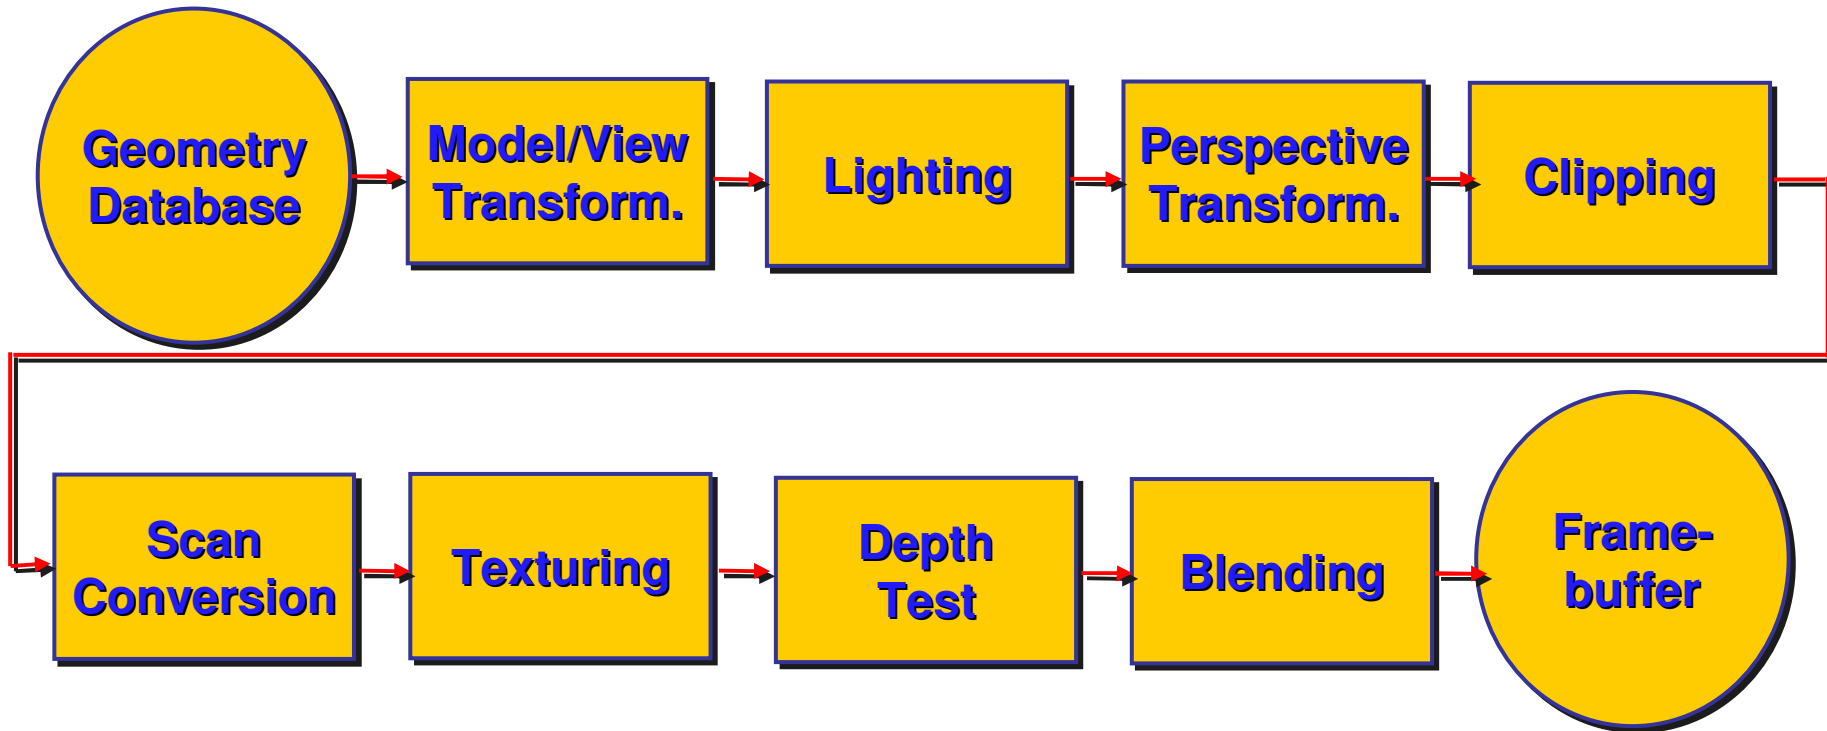 Geometry
Database
Model/View
Transform.
Lighting
Perspective
Transform.
Clipping
Scan
Conversion
Texturing
Depth
Test
Blending
Frame-
buffer